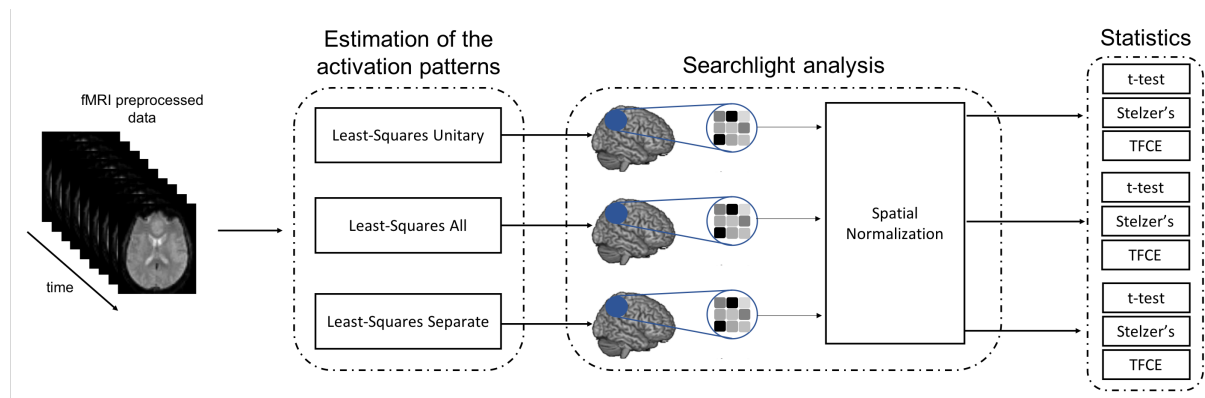 fMRI preprocessed
data
time
Estimation of the
activation patterns
Least-Squares Unitary
Least-Squares All
Least-Squares Separate
Searchlight analysis
Spatial
Normalization
Statistics
t-test
Stelzer's
TFCE
t-test
Stelzer's
TFCE
t-test
Stelzer's
TFCE